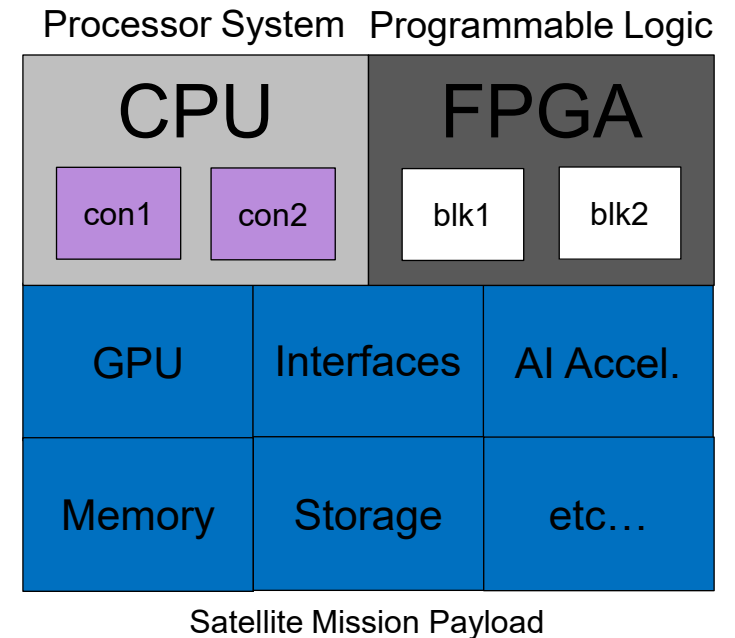 Processor System Programmable Logic
CPU FPGA
con1 con2 blk1 blk2
GPU Interfaces AI Accel.
Memory Storage etc…
Satellite Mission Payload